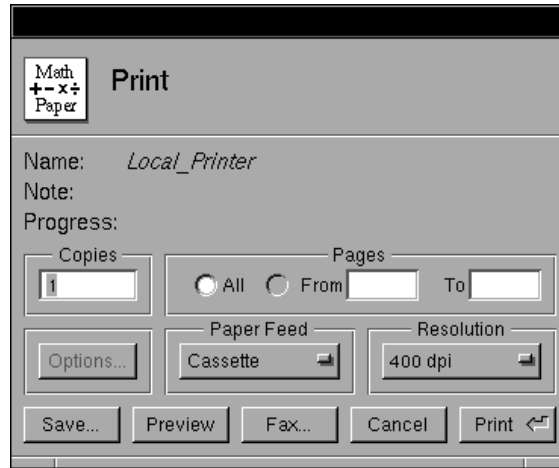 Math
+-×÷
Paper
Print
Name: Local_Printer
Note:
Progress:
Copies Pages
1 All From To
Paper Feed Resolution
Options... Cassette 400 dpi
Save... Preview Fax... Cancel Print